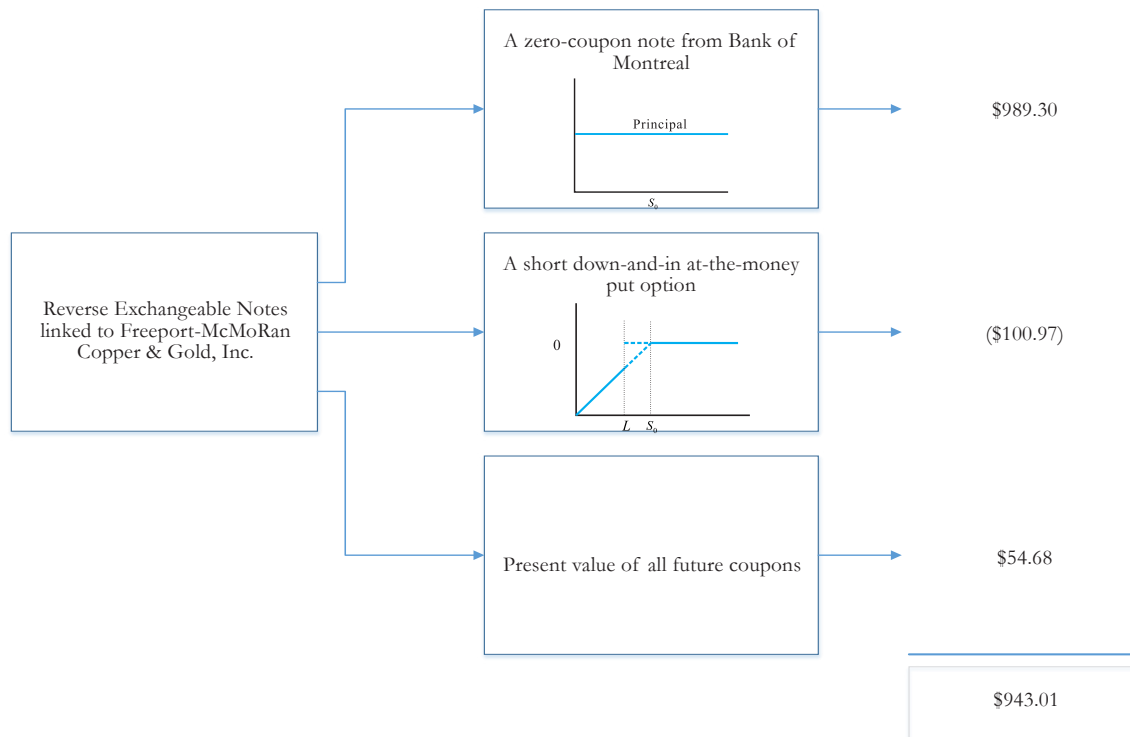 A zero-coupon note from Bank of
Montreal
Principal
S₀
$989.30
Reverse Exchangeable Notes
linked to Freeport-McMoRan
Copper & Gold, Inc.
A short down-and-in at-the-money
put option
0
L S₀
($100.97)
Present value of all future coupons
$54.68
$943.01